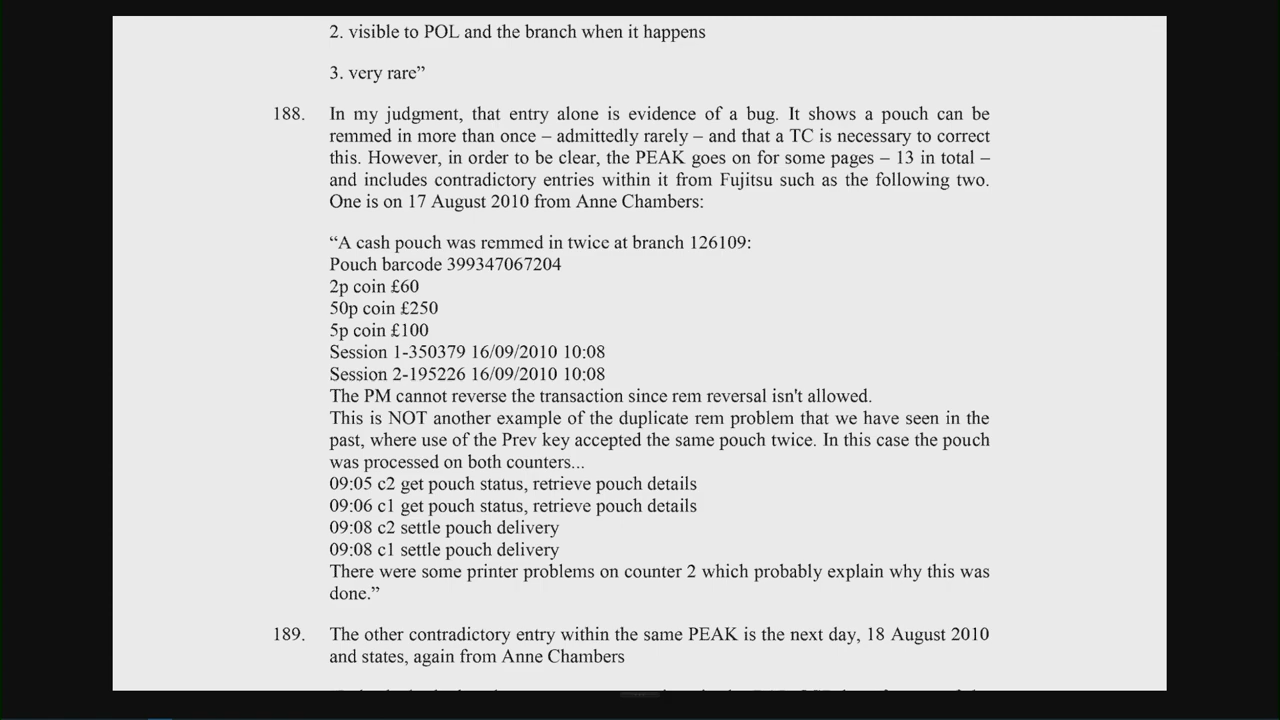 2. visible to POL and the branch when it happens
3. very rare”
188. In my judgment, that entry alone is evidence of a bug. It shows a pouch can be
remmed in more than once – admittedly rarely – and that a TC is necessary to correct
this. However, in order to be clear, the PEAK goes on for some pages – 13 in total –
and includes contradictory entries within it from Fujitsu such as the following two.
One is on 17 August 2010 from Anne Chambers:
“A cash pouch was remmed in twice at branch 126109:
Pouch barcode 399347067204
2p coin £60
50p coin £250
5p coin £100
Session 1-350379 16/09/2010 10:08
Session 2-195226 16/09/2010 10:08
The PM cannot reverse the transaction since rem reversal isn't allowed.
This is NOT another example of the duplicate rem problem that we have seen in the
past, where use of the Prev key accepted the same pouch twice. In this case the pouch
was processed on both counters...
09:05 c2 get pouch status, retrieve pouch details
09:06 c1 get pouch status, retrieve pouch details
09:08 c2 settle pouch delivery
09:08 c1 settle pouch delivery
There were some printer problems on counter 2 which probably explain why this was
done.”
189. The other contradictory entry within the same PEAK is the next day, 18 August 2010
and states, again from Anne Chambers